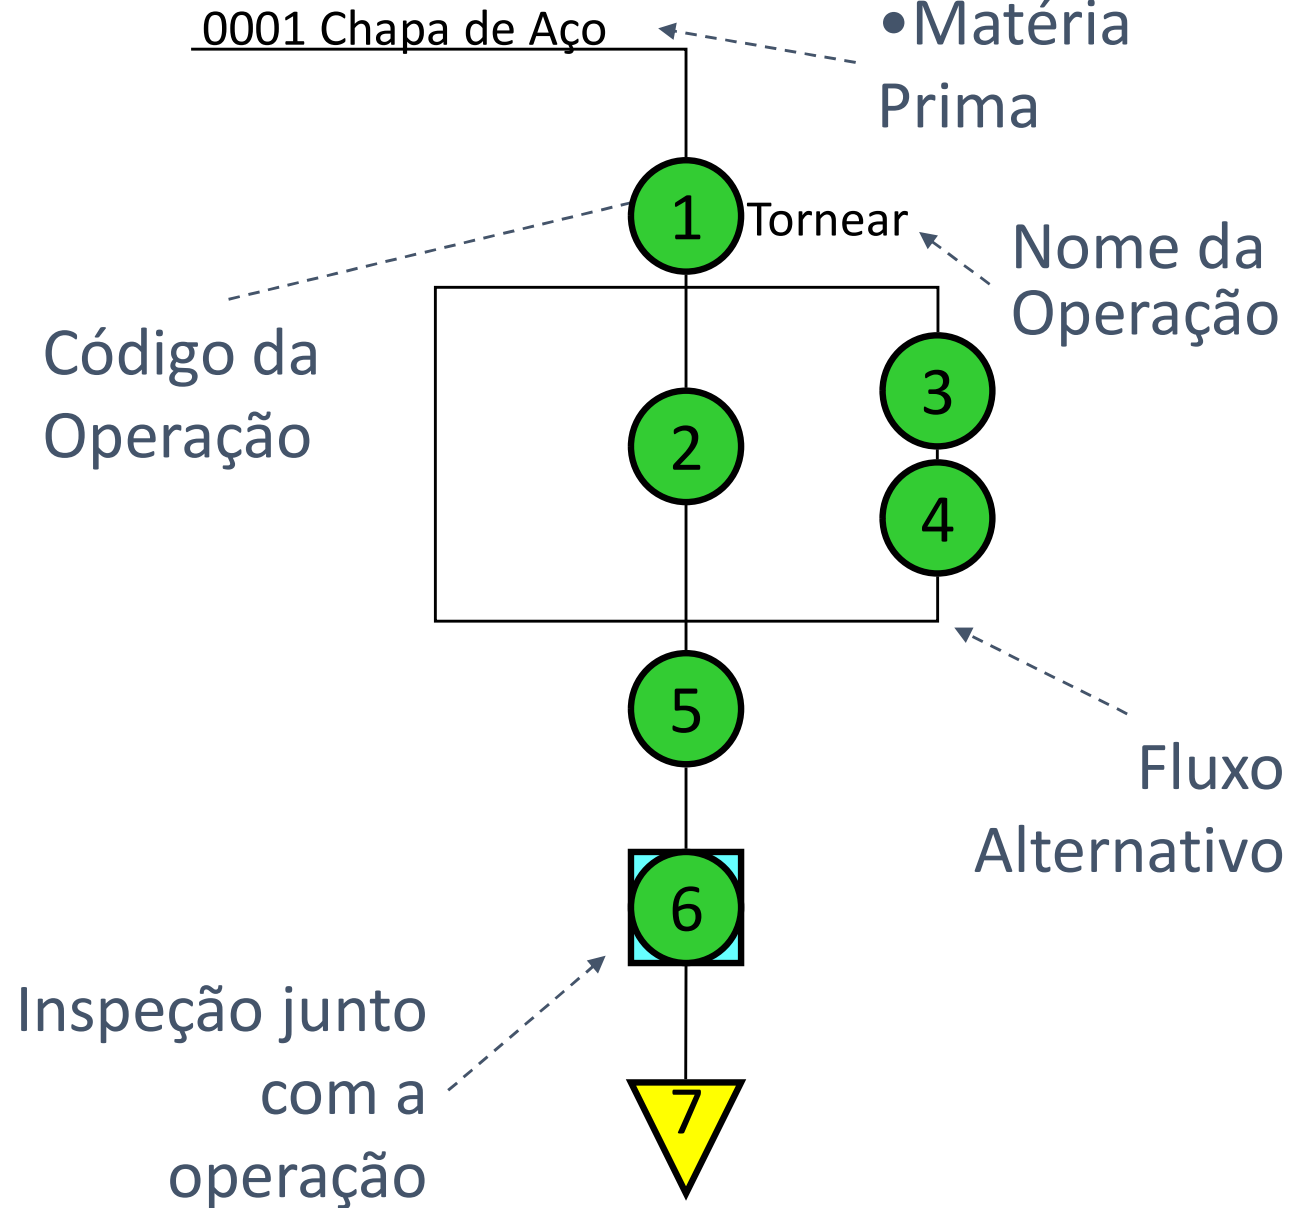 0001 Chapa de Aço
•Matéria
Prima
1
Tornear
Nome da
Operação
Código da
Operação
3
2
4
5
Fluxo
Alternativo
6
Inspeção junto
com a
operação
7